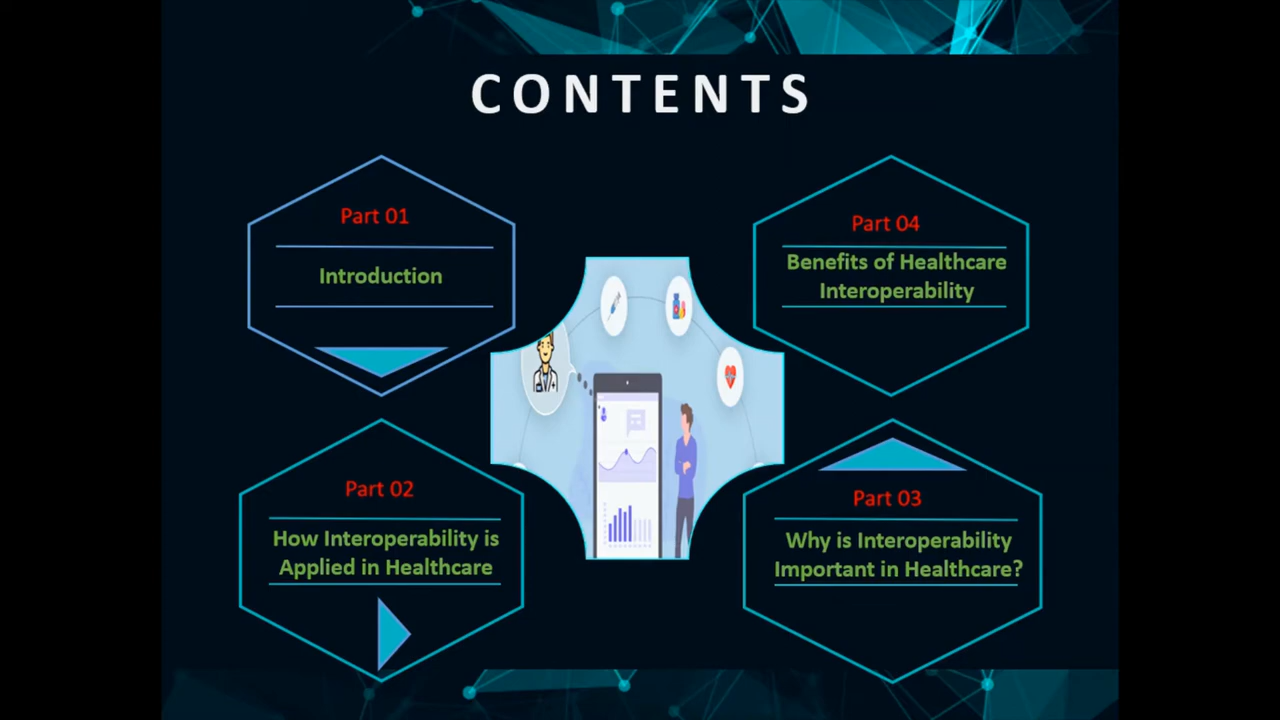 CONTENTS
Part 01
Introduction
Part 02
How Interoperability is
Applied in Healthcare
Part 03
Why is Interoperability
Important in Healthcare?
Part 04
Benefits of Healthcare
Interoperability